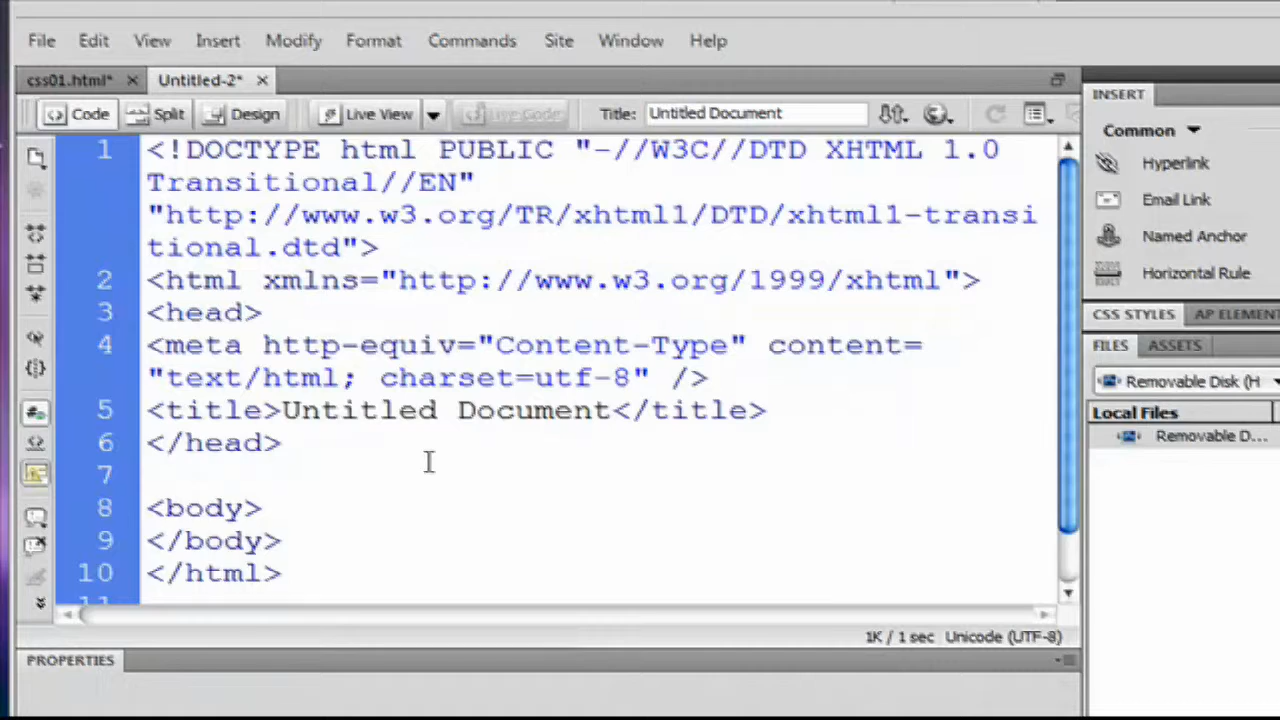 File Edit View Insert Modify Format Commands Site Window Help
css01.html* Untitled-2*
Code Split Design Live View Live Code Title: Untitled Document
1 <!DOCTYPE html PUBLIC "-//W3C//DTD XHTML 1.0
Transitional//EN"
"http://www.w3.org/TR/xhtml1/DTD/xhtml1-transi
tional.dtd">
2 <html xmlns="http://www.w3.org/1999/xhtml">
3 <head>
4 <meta http-equiv="Content-Type" content=
"text/html; charset=utf-8" />
5 <title>Untitled Document</title>
6 </head>
7
8 <body>
9 </body>
10 </html>
11
1K / 1 sec Unicode (UTF-8)
PROPERTIES
INSERT
Common
Hyperlink
Email Link
Named Anchor
Horizontal Rule
CSS STYLES AP ELEMEN
FILES ASSETS
Removable Disk (H
Local Files
Removable D...